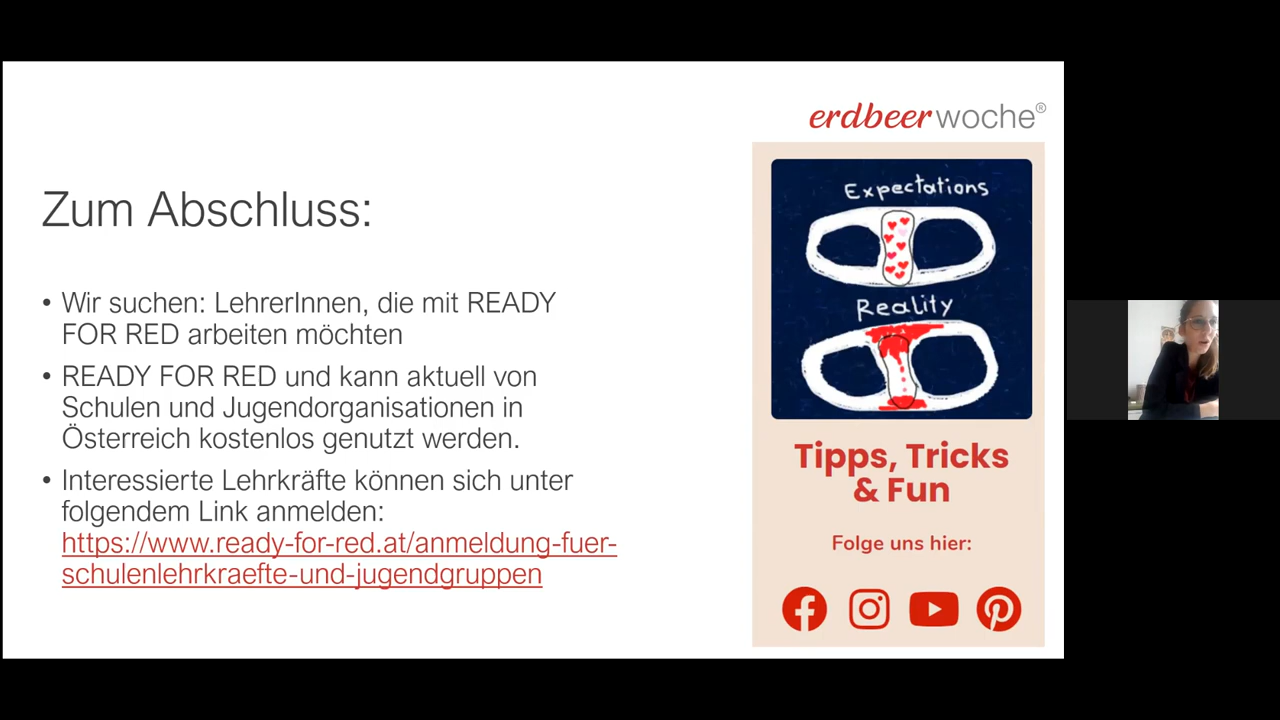 erdbeerwoche®
Zum Abschluss:
• Wir suchen: LehrerInnen, die mit READY
FOR RED arbeiten möchten
• READY FOR RED und kann aktuell von
Schulen und Jugendorganisationen in
Österreich kostenlos genutzt werden.
• Interessierte Lehrkräfte können sich unter
folgendem Link anmelden:
https://www.ready-for-red.at/anmeldung-fuer-
schulenlehrkraefte-und-jugendgruppen
Expectations
Reality
Tipps, Tricks
& Fun
Folge uns hier: